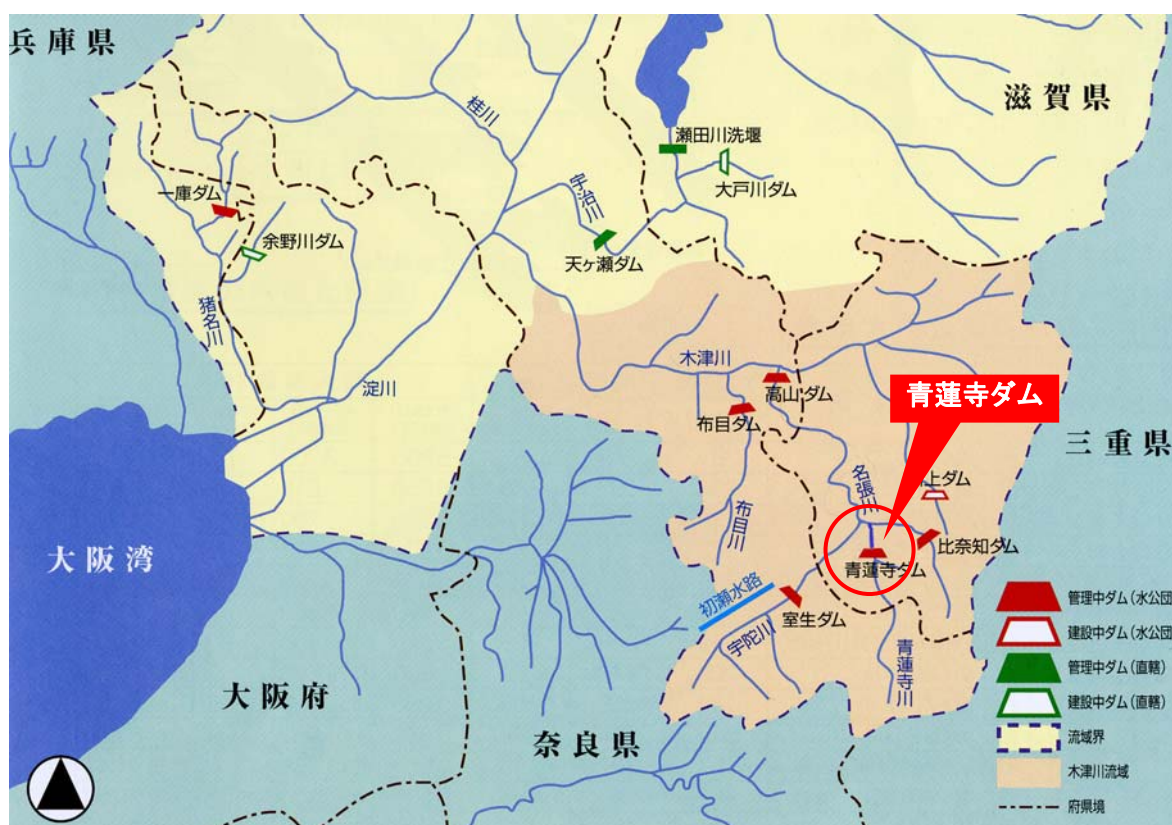 兵庫県
滋賀県
桂川
瀬田川洗堰
大戸川ダム
宇治川
一庫ダム
余野川ダム
天ヶ瀬ダム
猪名川
淀川
木津川
高山ダム
布目ダム
青蓮寺ダム
三重県
名張川
上ダム
布目川
比奈知ダム
青蓮寺ダム
大阪湾
初瀬水路
室生ダム
宇陀川
青蓮寺川
大阪府
奈良県
管理中ダム(水公団
建設中ダム(水公団
管理中ダム(直轄)
建設中ダム(直轄)
流域界
木津川流域
府県境